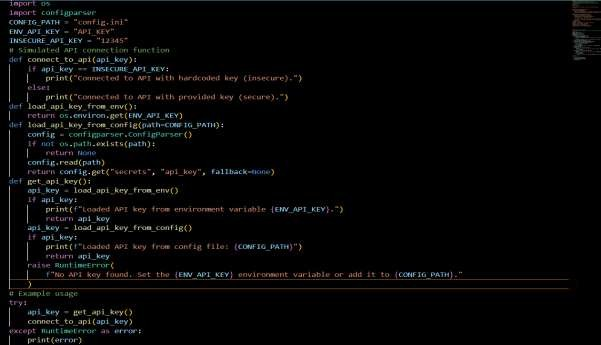 import os
import configparser
CONFIG_PATH = "config.ini"
ENV_API_KEY = "API_KEY"
INSECURE_API_KEY = "12345"
# Simulated API connection function
def connect_to_api(api_key):
    if api_key == INSECURE_API_KEY:
        print("Connected to API with hardcoded key (insecure).")
    else:
        print("Connected to API with provided key (secure).")
def load_api_key_from_env():
    return os.environ.get(ENV_API_KEY)
def load_api_key_from_config(path=CONFIG_PATH):
    config = configparser.ConfigParser()
    if not os.path.exists(path):
        return None
    config.read(path)
    return config.get("secrets", "api_key", fallback=None)
def get_api_key():
    api_key = load_api_key_from_env()
    if api_key:
        print(f"Loaded API key from environment variable {ENV_API_KEY}.")
        return api_key
    api_key = load_api_key_from_config()
    if api_key:
        print(f"Loaded API key from config file: {CONFIG_PATH}")
        return api_key
    raise RuntimeError(
        f"No API key found. Set the {ENV_API_KEY} environment variable or add it to {CONFIG_PATH}."
    )
# Example usage
try:
    api_key = get_api_key()
    connect_to_api(api_key)
except RuntimeError as error:
    print(error)